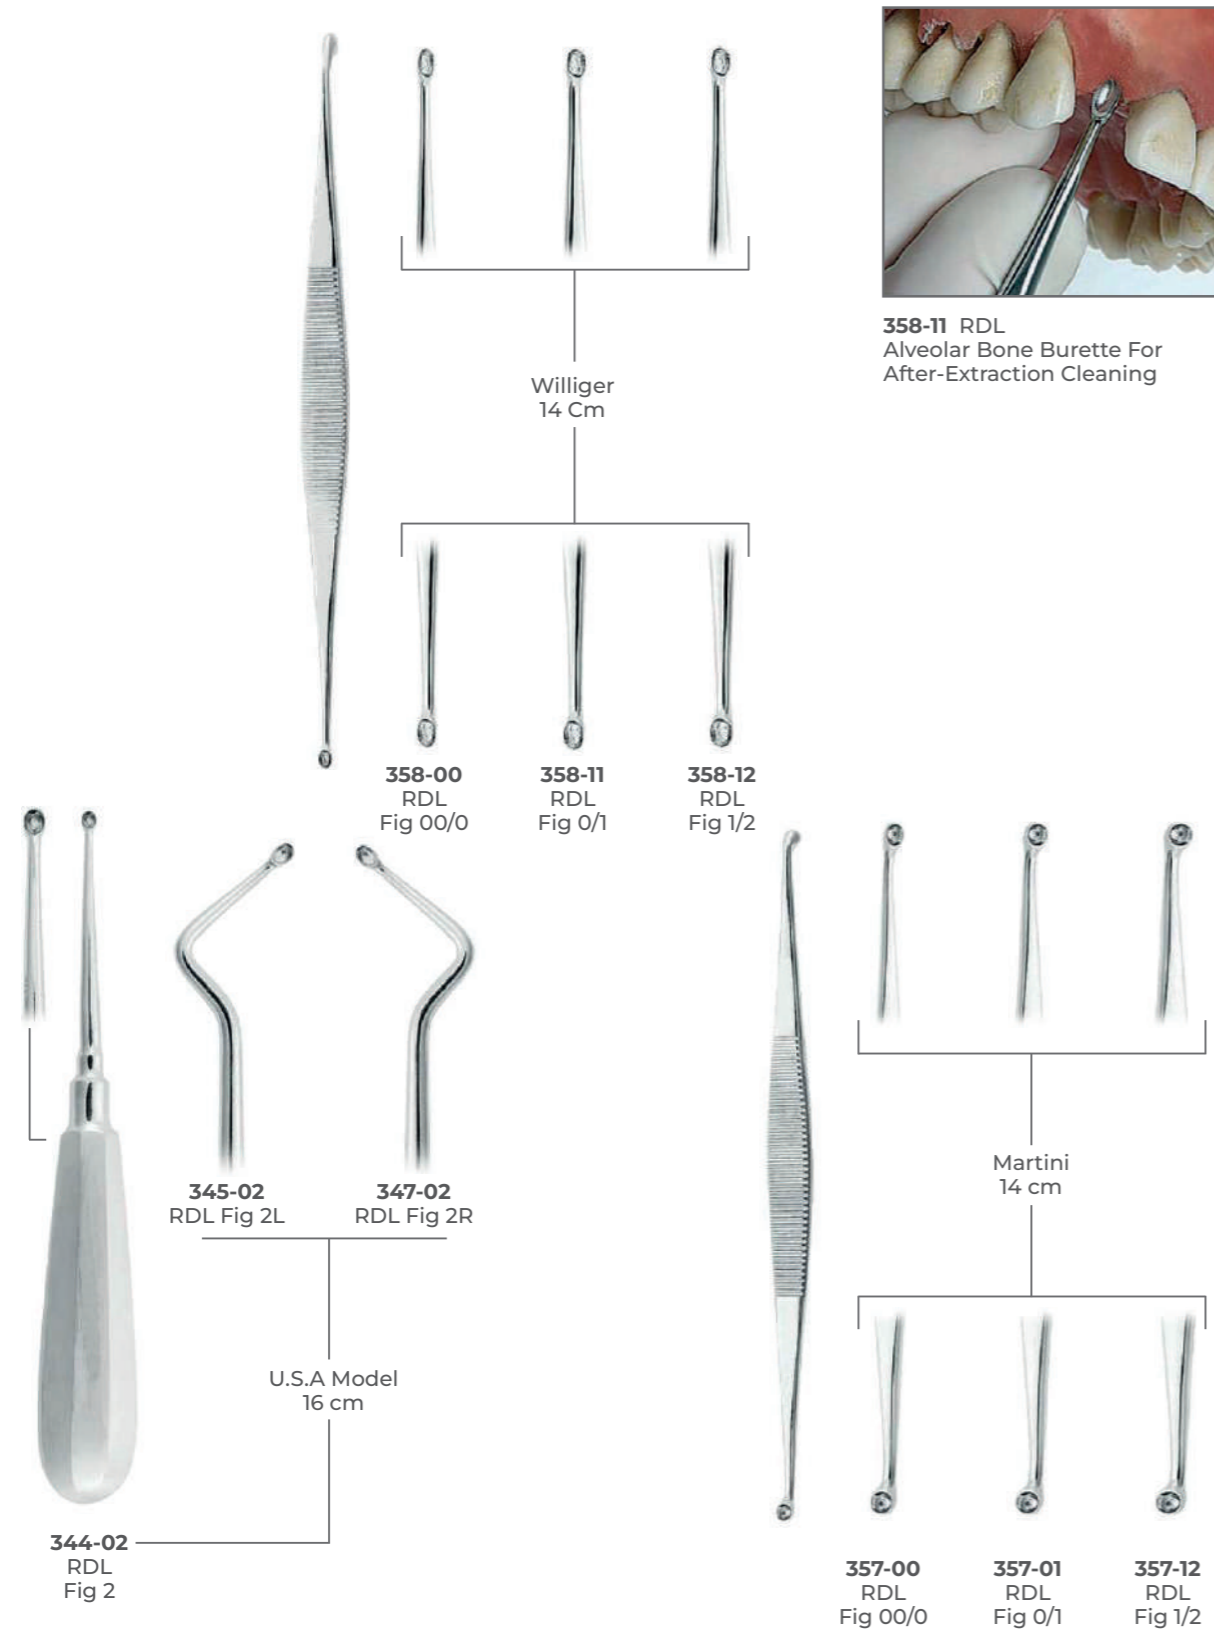 358-11 RDL
Alveolar Bone Burette For
After-Extraction Cleaning
Williger
14 Cm
358-00
RDL
Fig 00/0
358-11
RDL
Fig 0/1
358-12
RDL
Fig 1/2
345-02
RDL Fig 2L
347-02
RDL Fig 2R
U.S.A Model
16 cm
344-02
RDL
Fig 2
Martini
14 cm
357-00
RDL
Fig 00/0
357-01
RDL
Fig 0/1
357-12
RDL
Fig 1/2